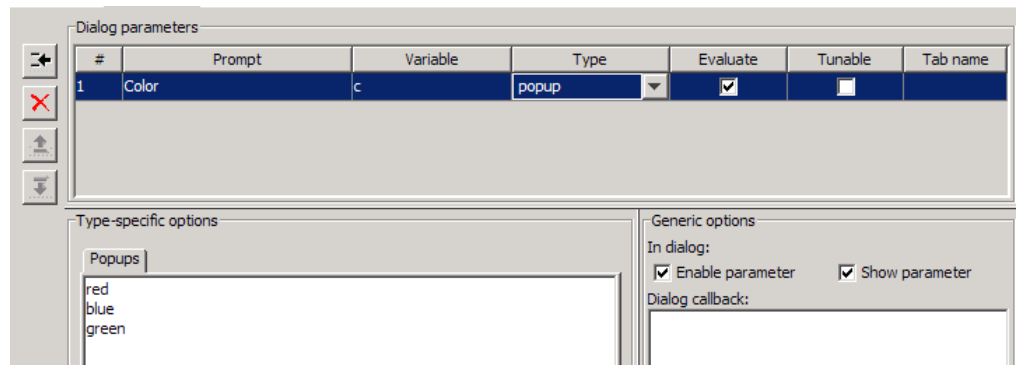 Dialog parameters
# Prompt Variable Type Evaluate Tunable Tab name
1 Color c popup
Type-specific options
Popups
red
blue
green
Generic options
In dialog:
Enable parameter Show parameter
Dialog callback: